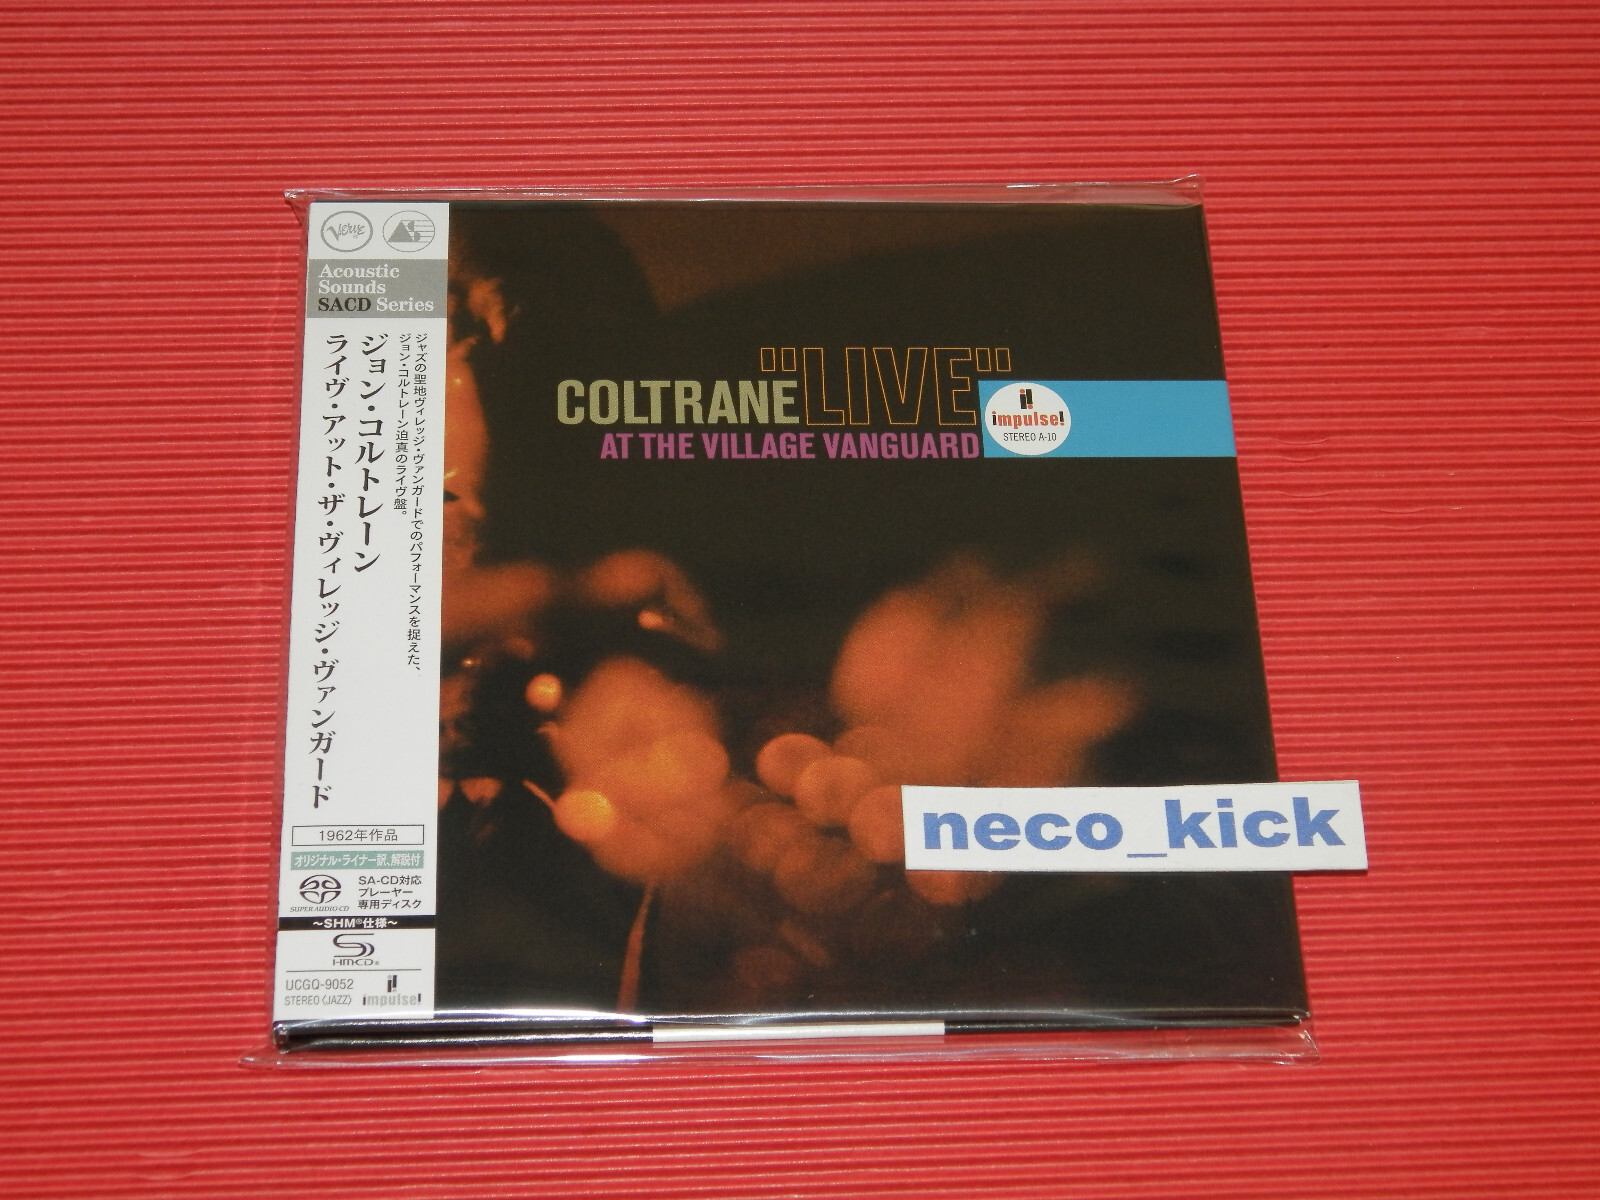 Verve
AS
Acoustic
Sounds
SACD Series
ジャズの聖地ヴィレッジ・ヴァンガードでのパフォーマンスを捉えた、
ジョン・コルトレーン迫真のライヴ盤。
ジョン・コルトレーン
ライヴ・アット・ザ・ヴィレッジ・ヴァンガード
1962年作品
オリジナル・ライナー訳、解説付
SUPER AUDIO CD
SA-CD対応
プレーヤー
専用ディスク
～SHM®仕様～
SHM-CD®
UCGQ-9052
STEREO (JAZZ)
impulse!
COLTRANE "LIVE"
AT THE VILLAGE VANGUARD
impulse!
STEREO A-10
neco_kick